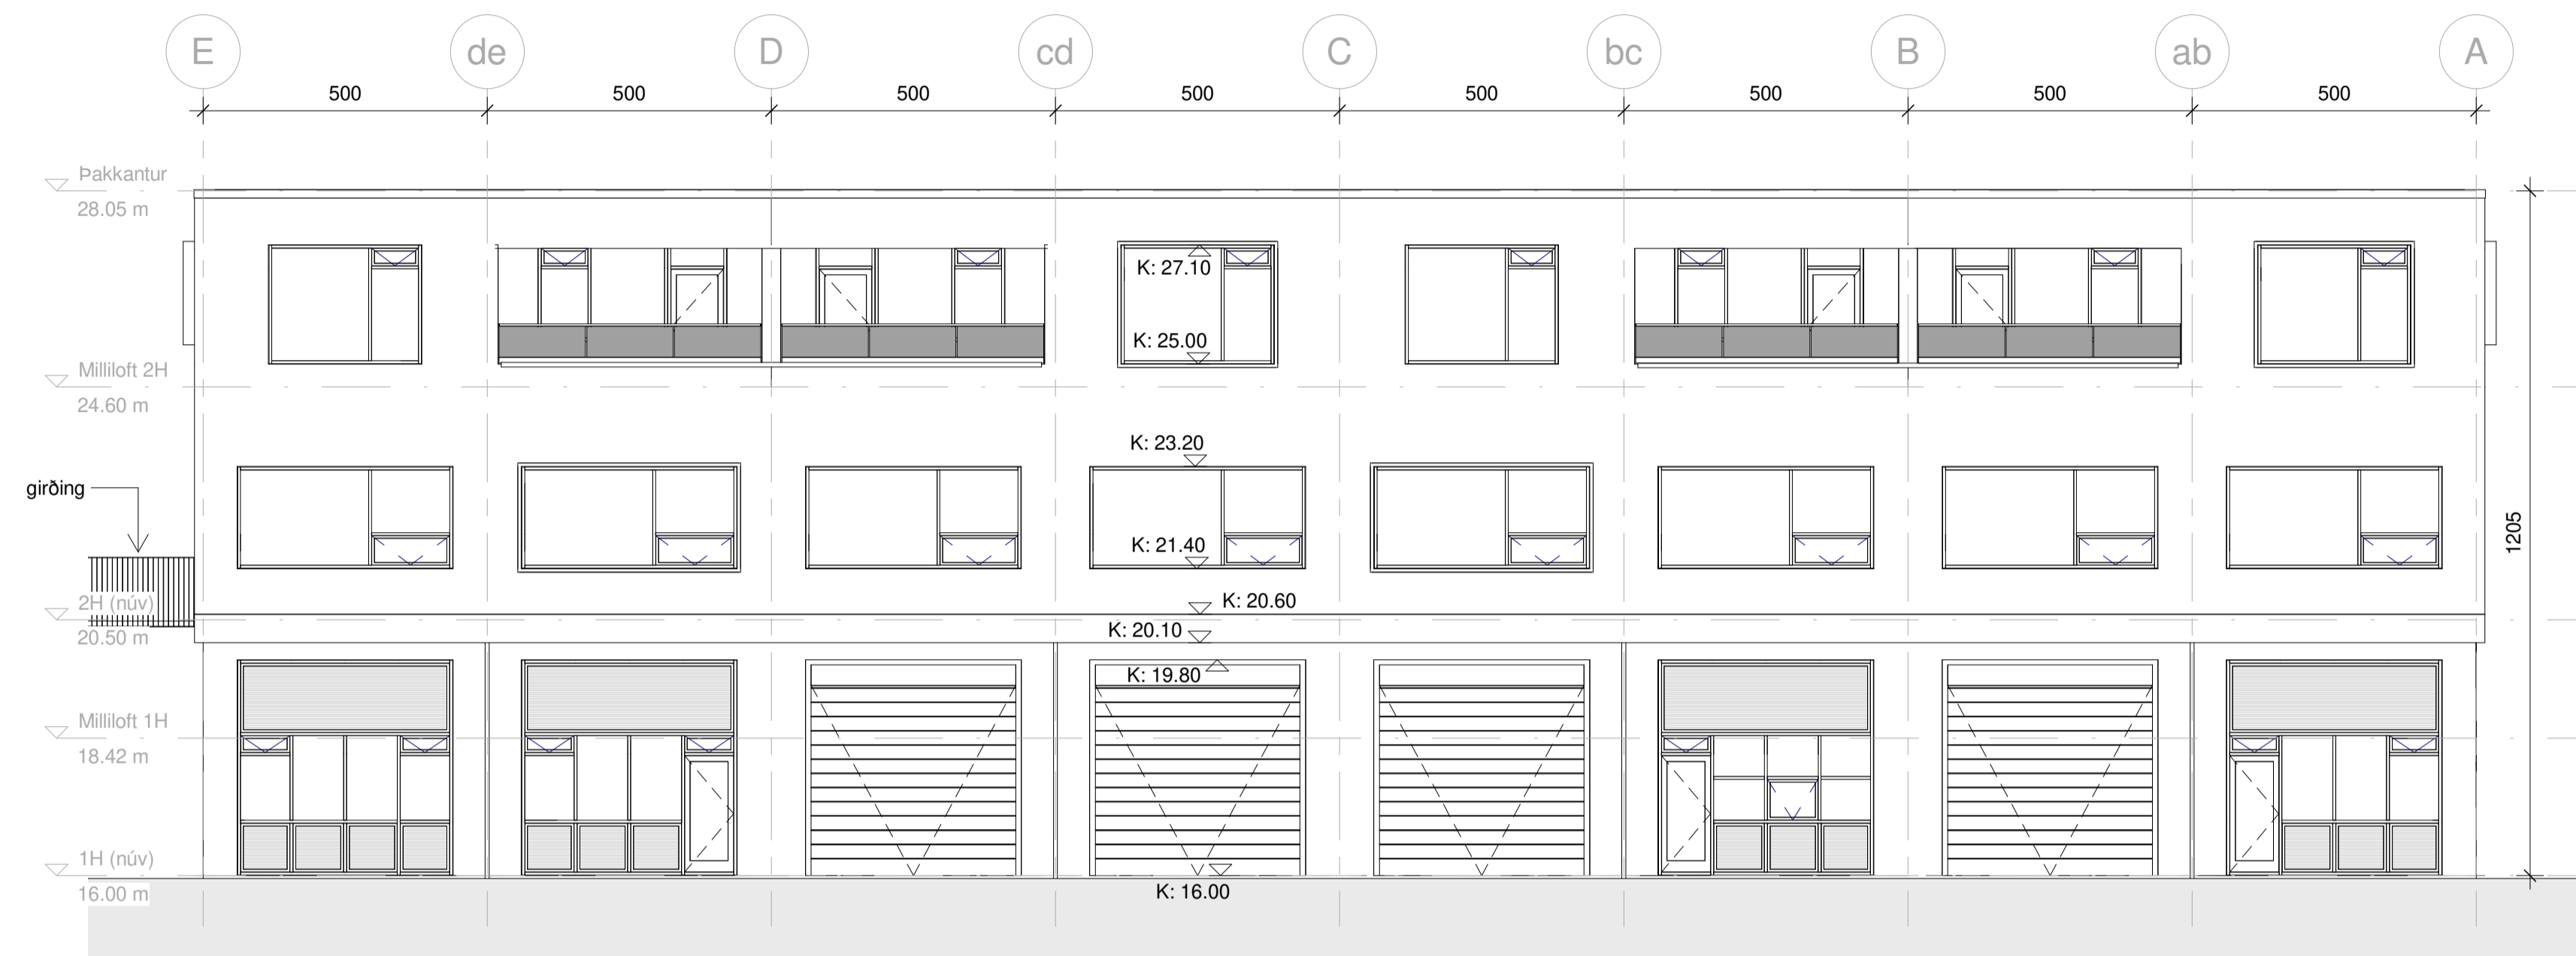 E de D cd C bc B ab A
500 500 500 500 500 500 500 500
Þakkantur
28.05 m
K: 27.10
K: 25.00
Milliloft 2H
24.60 m
K: 23.20
girðing
K: 21.40
1205
2H (núv)
K: 20.60
20.50 m
K: 20.10
K: 19.80
Milliloft 1H
18.42 m
1H (núv)
16.00 m
K: 16.00